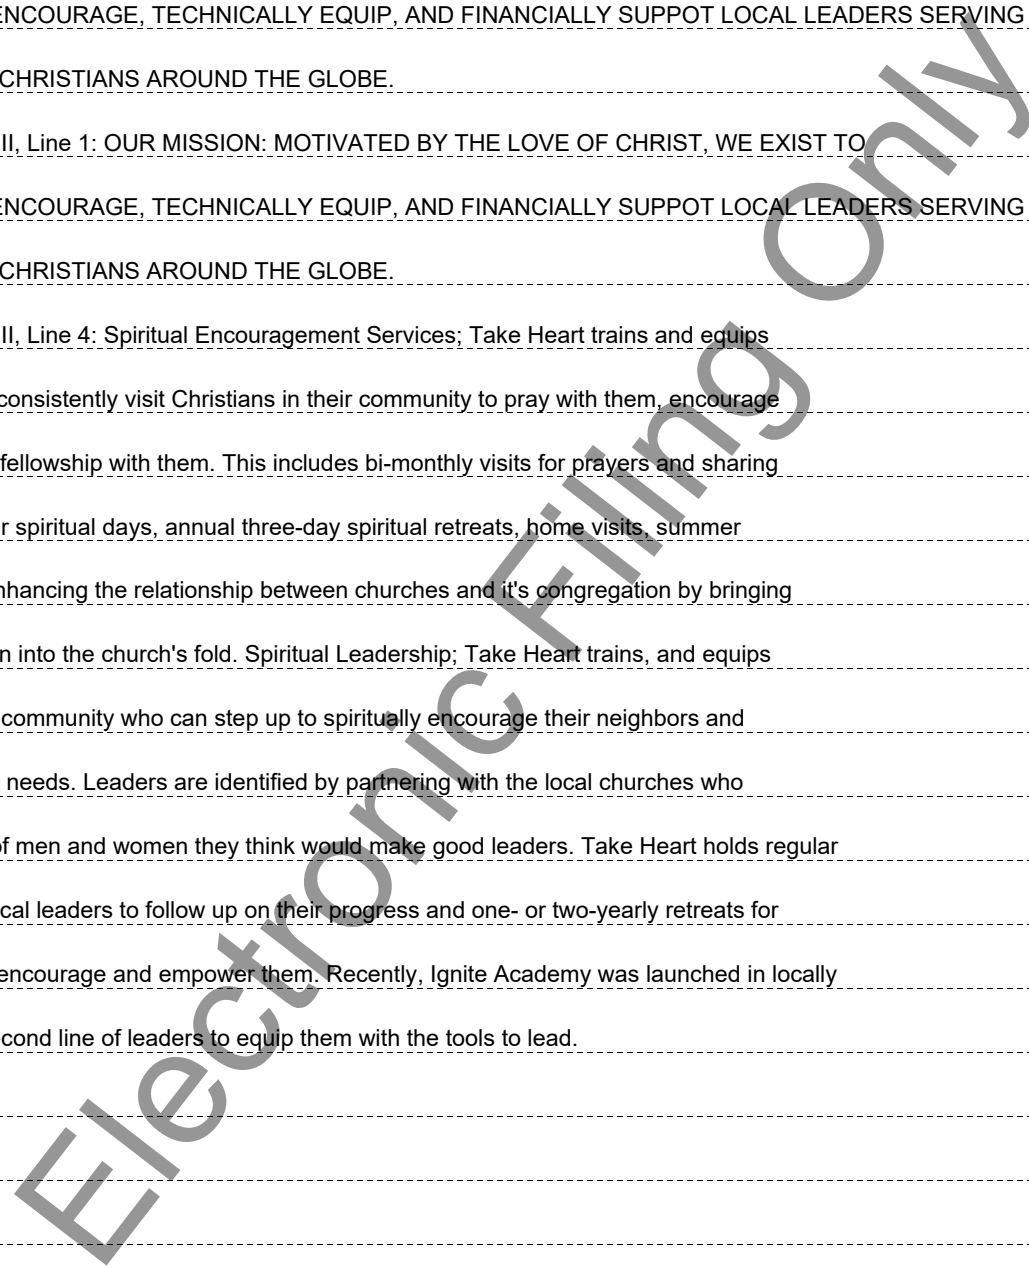 ENCOURAGE, TECHNICALLY EQUIP, AND FINANCIALLY SUPPOT LOCAL LEADERS SERVING
CHRISTIANS AROUND THE GLOBE.
II, Line 1: OUR MISSION: MOTIVATED BY THE LOVE OF CHRIST, WE EXIST TO
ENCOURAGE, TECHNICALLY EQUIP, AND FINANCIALLY SUPPOT LOCAL LEADERS SERVING
CHRISTIANS AROUND THE GLOBE.
II, Line 4: Spiritual Encouragement Services; Take Heart trains and equips
consistently visit Christians in their community to pray with them, encourage
fellowship with them. This includes bi-monthly visits for prayers and sharing
r spiritual days, annual three-day spiritual retreats, home visits, summer
nhancing the relationship between churches and it's congregation by bringing
n into the church's fold. Spiritual Leadership; Take Heart trains, and equips
community who can step up to spiritually encourage their neighbors and
needs. Leaders are identified by partnering with the local churches who
of men and women they think would make good leaders. Take Heart holds regular
cal leaders to follow up on their progress and one- or two-yearly retreats for
encourage and empower them. Recently, Ignite Academy was launched in locally
cond line of leaders to equip them with the tools to lead.
Electronic Filing Only